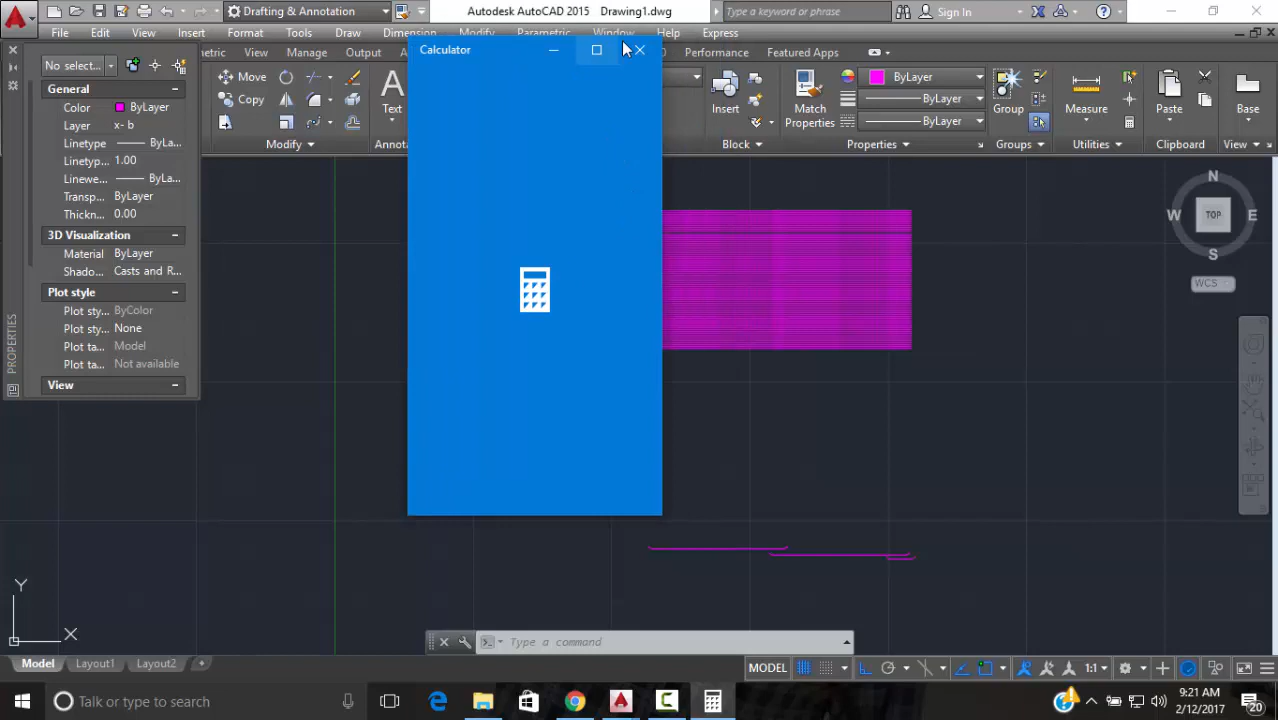 Drafting & Annotation
Autodesk AutoCAD 2015 Drawing1.dwg
Type a keyword or phrase
Sign In
File Edit View Insert Format Tools Draw Dimension Modify Parametric Window Help Express
View Manage Output Performance Featured Apps
Calculator
No select...
General
Color ByLayer
Layer x- b
Linetype ByLa...
Linetyp... 1.00
Linewe... ByLa...
Transp... ByLayer
Thickn... 0.00
3D Visualization
Material ByLayer
Shado... Casts and R...
Plot style
Plot sty... ByColor
Plot sty... None
Plot ta... Model
Plot ta... Not available
View
PROPERTIES
Move
Copy
Modify
Text
Insert
Block
Match
Properties
ByLayer
ByLayer
ByLayer
Properties
Group
Groups
Measure
Utilities
Paste
Clipboard
Base
View
N
W TOP E
S
WCS
Y
X
Type a command
Model Layout1 Layout2 +
MODEL 1:1
Talk or type to search
9:21 AM
2/12/2017
20